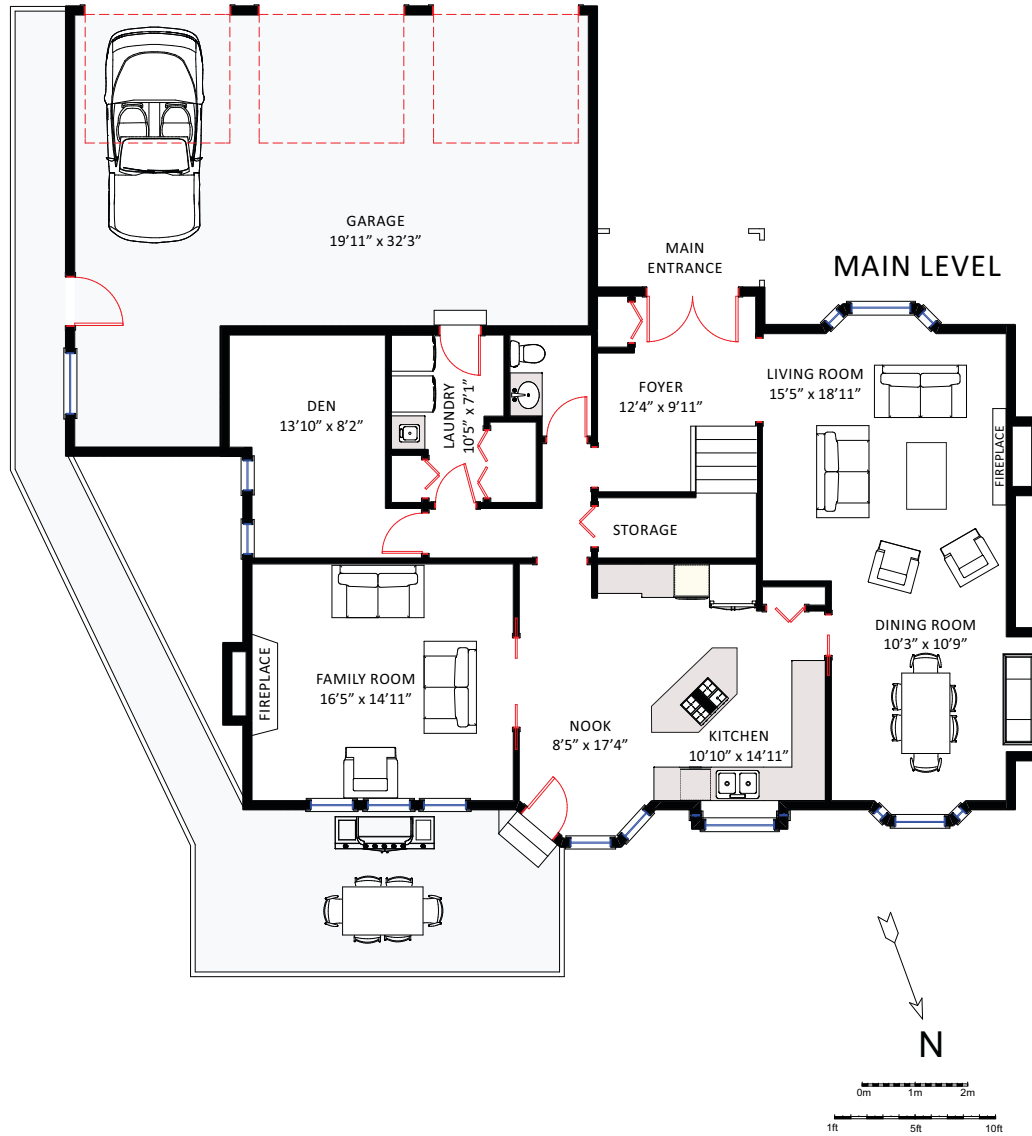 GARAGE
19’11” x 32’3”
MAIN
ENTRANCE
MAIN LEVEL
LIVING ROOM
15’5” x 18’11”
FOYER
12’4” x 9’11”
DEN
13’10” x 8’2”
LAUNDRY
10’5” x 7’1”
FIREPLACE
STORAGE
DINING ROOM
10’3” x 10’9”
FAMILY ROOM
16’5” x 14’11”
FIREPLACE
NOOK
8’5” x 17’4”
KITCHEN
10’10” x 14’11”
N
0m 1m 2m
1ft 5ft 10ft